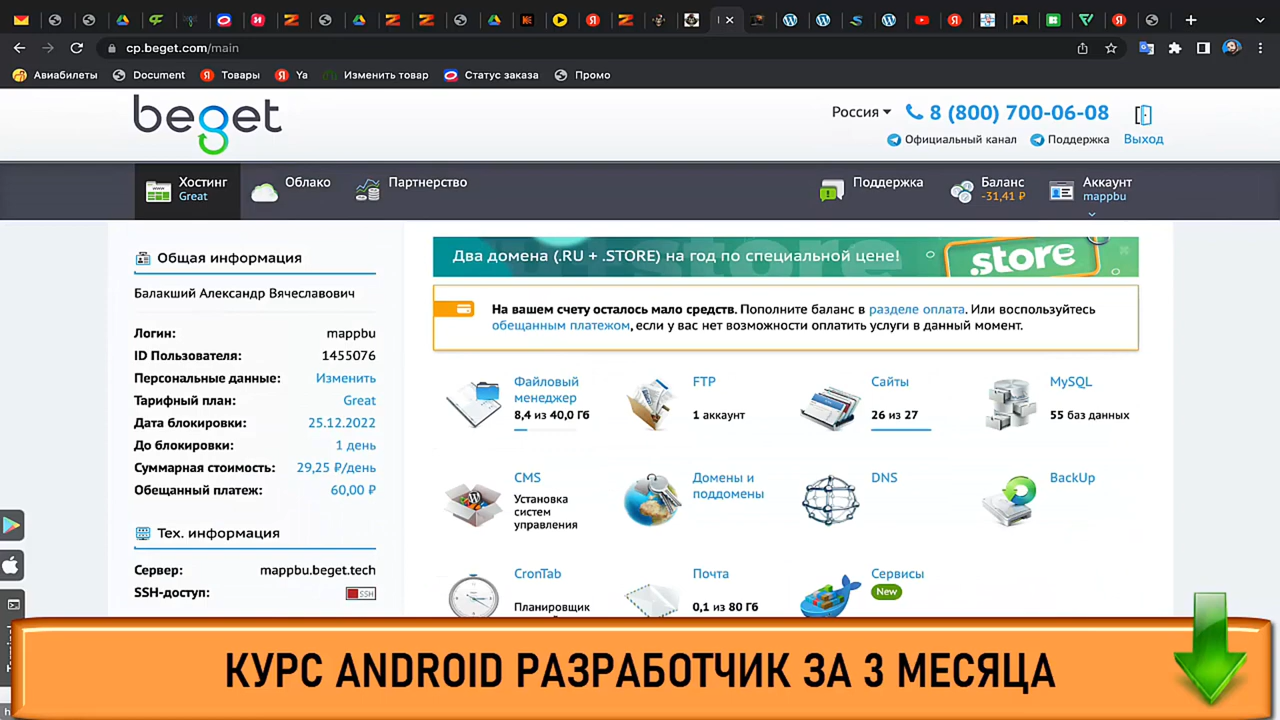 cp.beget.com/main
Авиабилеты
Document
Товары
Ya
Изменить товар
Статус заказа
Промо
beget
Россия
8 (800) 700-06-08
Официальный канал
Поддержка
Выход
Хостинг
Great
Облако
Партнерство
Поддержка
Баланс
-31,41 ₽
Аккаунт
mappbu
Общая информация
Балакший Александр Вячеславович
Логин: mappbu
ID Пользователя: 1455076
Персональные данные: Изменить
Тарифный план: Great
Дата блокировки: 25.12.2022
До блокировки: 1 день
Суммарная стоимость: 29,25 ₽/день
Обещанный платеж: 60,00 ₽
Тех. информация
Сервер: mappbu.beget.tech
SSH-доступ: SSH
Два домена (.RU + .STORE) на год по специальной цене!
.store
На вашем счету осталось мало средств. Пополните баланс в разделе оплата. Или воспользуйтесь
обещанным платежом, если у вас нет возможности оплатить услуги в данный момент.
Файловый
менеджер
8,4 из 40,0 Гб
FTP
1 аккаунт
Сайты
26 из 27
MySQL
55 баз данных
CMS
Установка
систем
управления
Домены и
поддомены
DNS
BackUp
CronTab
Планировщик
Почта
0,1 из 80 Гб
Сервисы
New
КУРС ANDROID РАЗРАБОТЧИК ЗА 3 МЕСЯЦА